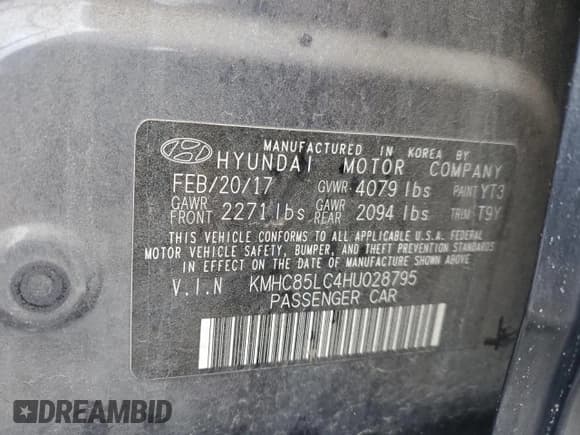 MANUFACTURED IN KOREA BY
HYUNDAI MOTOR COMPANY
FEB/20/17 GVWR 4079 lbs PAINT YT3
GAWR FRONT 2271 lbs GAWR REAR 2094 lbs TRIM T9Y
THIS VEHICLE CONFORMS TO ALL APPLICABLE U.S.A. FEDERAL
MOTOR VEHICLE SAFETY, BUMPER, AND THEFT PREVENTION STANDARDS
IN EFFECT ON THE DATE OF MANUFACTURE SHOWN ABOVE.
V.I.N KMHC85LC4HU028795
PASSENGER CAR
DREAMBID